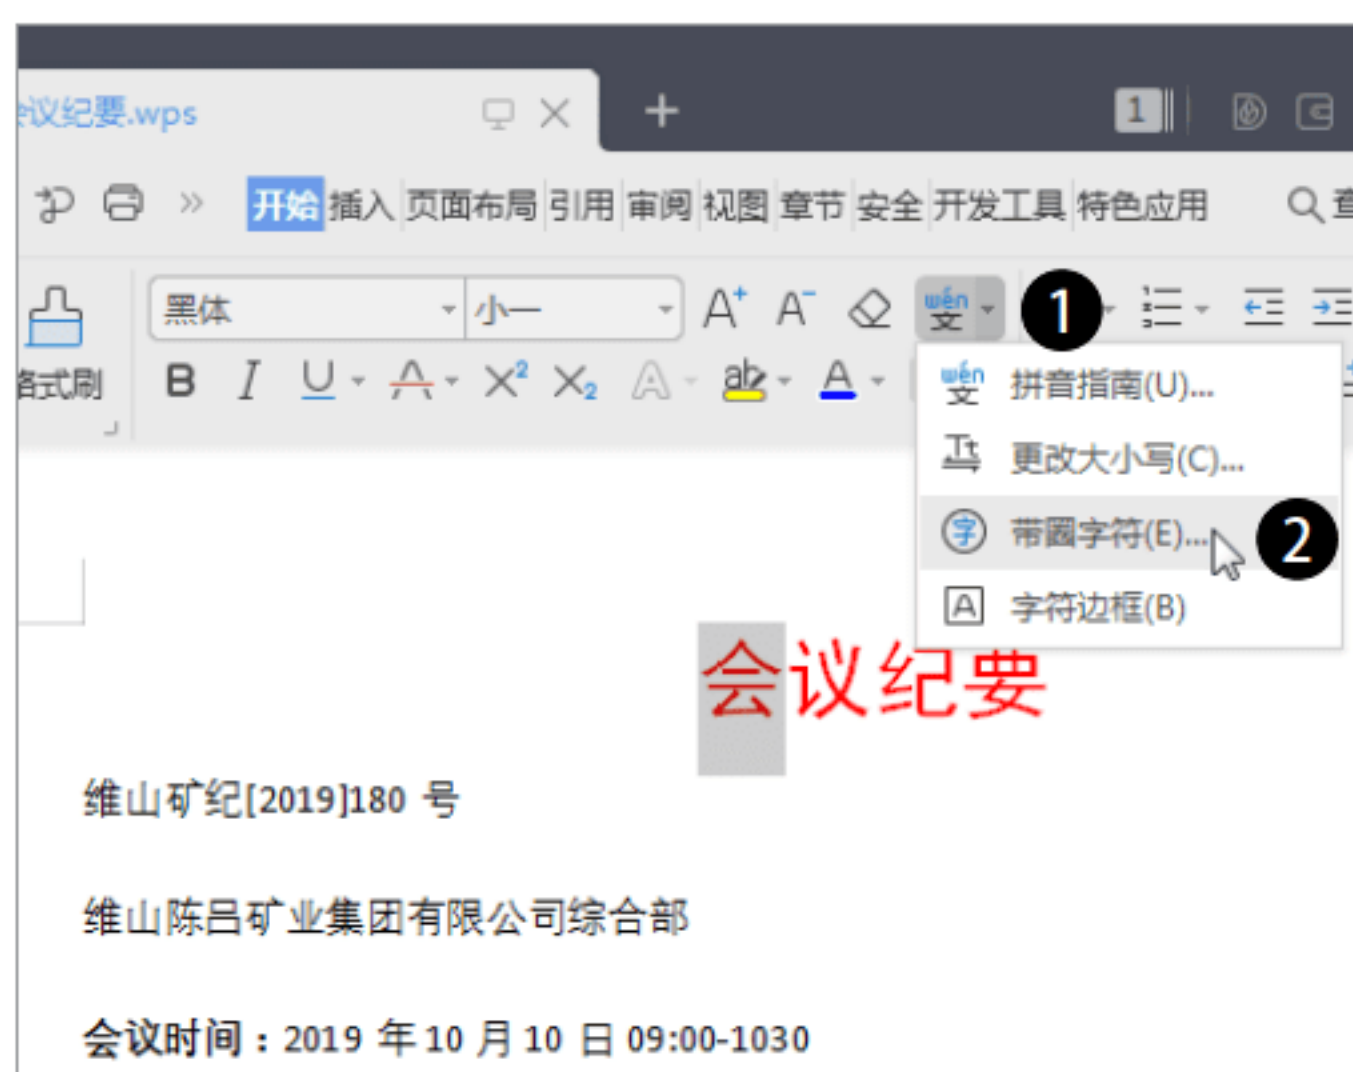 会议纪要.wps
1
开始 插入 页面布局 引用 审阅 视图 章节 安全 开发工具 特色应用 查
黑体 小一 A+ A- wén 文 1
格式刷 B I U A X² X₂ A ab A
wén 文 拼音指南(U)...
Tt 更改大小写(C)...
字 带圈字符(E)... 2
A 字符边框(B)
会议纪要
维山矿纪[2019]180 号
维山陈吕矿业集团有限公司综合部
会议时间：2019 年 10 月 10 日 09:00-1030